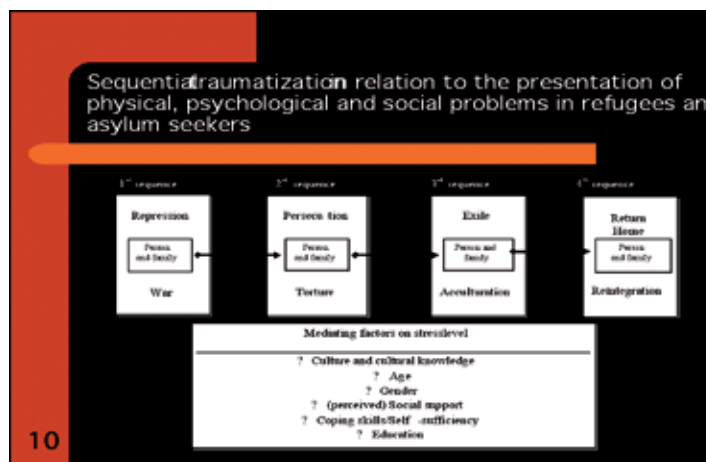 Sequential traumatization in relation to the presentation of
physical, psychological and social problems in refugees an
asylum seekers
1st sequence
2nd sequence
3rd sequence
4th sequence
Repression
Person
and family
War
Persecu tion
Person
and family
Torture
Exile
Person and
family
Acculturation
Return
Home
Person
and family
Reintegration
Mediating factors on stresslevel
? Culture and cultural knowledge
? Age
? Gender
? (perceived) Social support
? Coping skills/Self -sufficiency
? Education
10